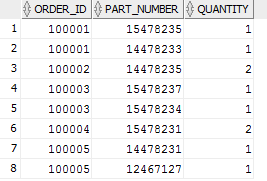 ORDER_ID PART_NUMBER QUANTITY
1 100001 15478235 1
2 100001 14478233 1
3 100002 14478235 2
4 100003 15478237 1
5 100003 15478234 1
6 100004 15478231 2
7 100005 14478231 1
8 100005 12467127 1